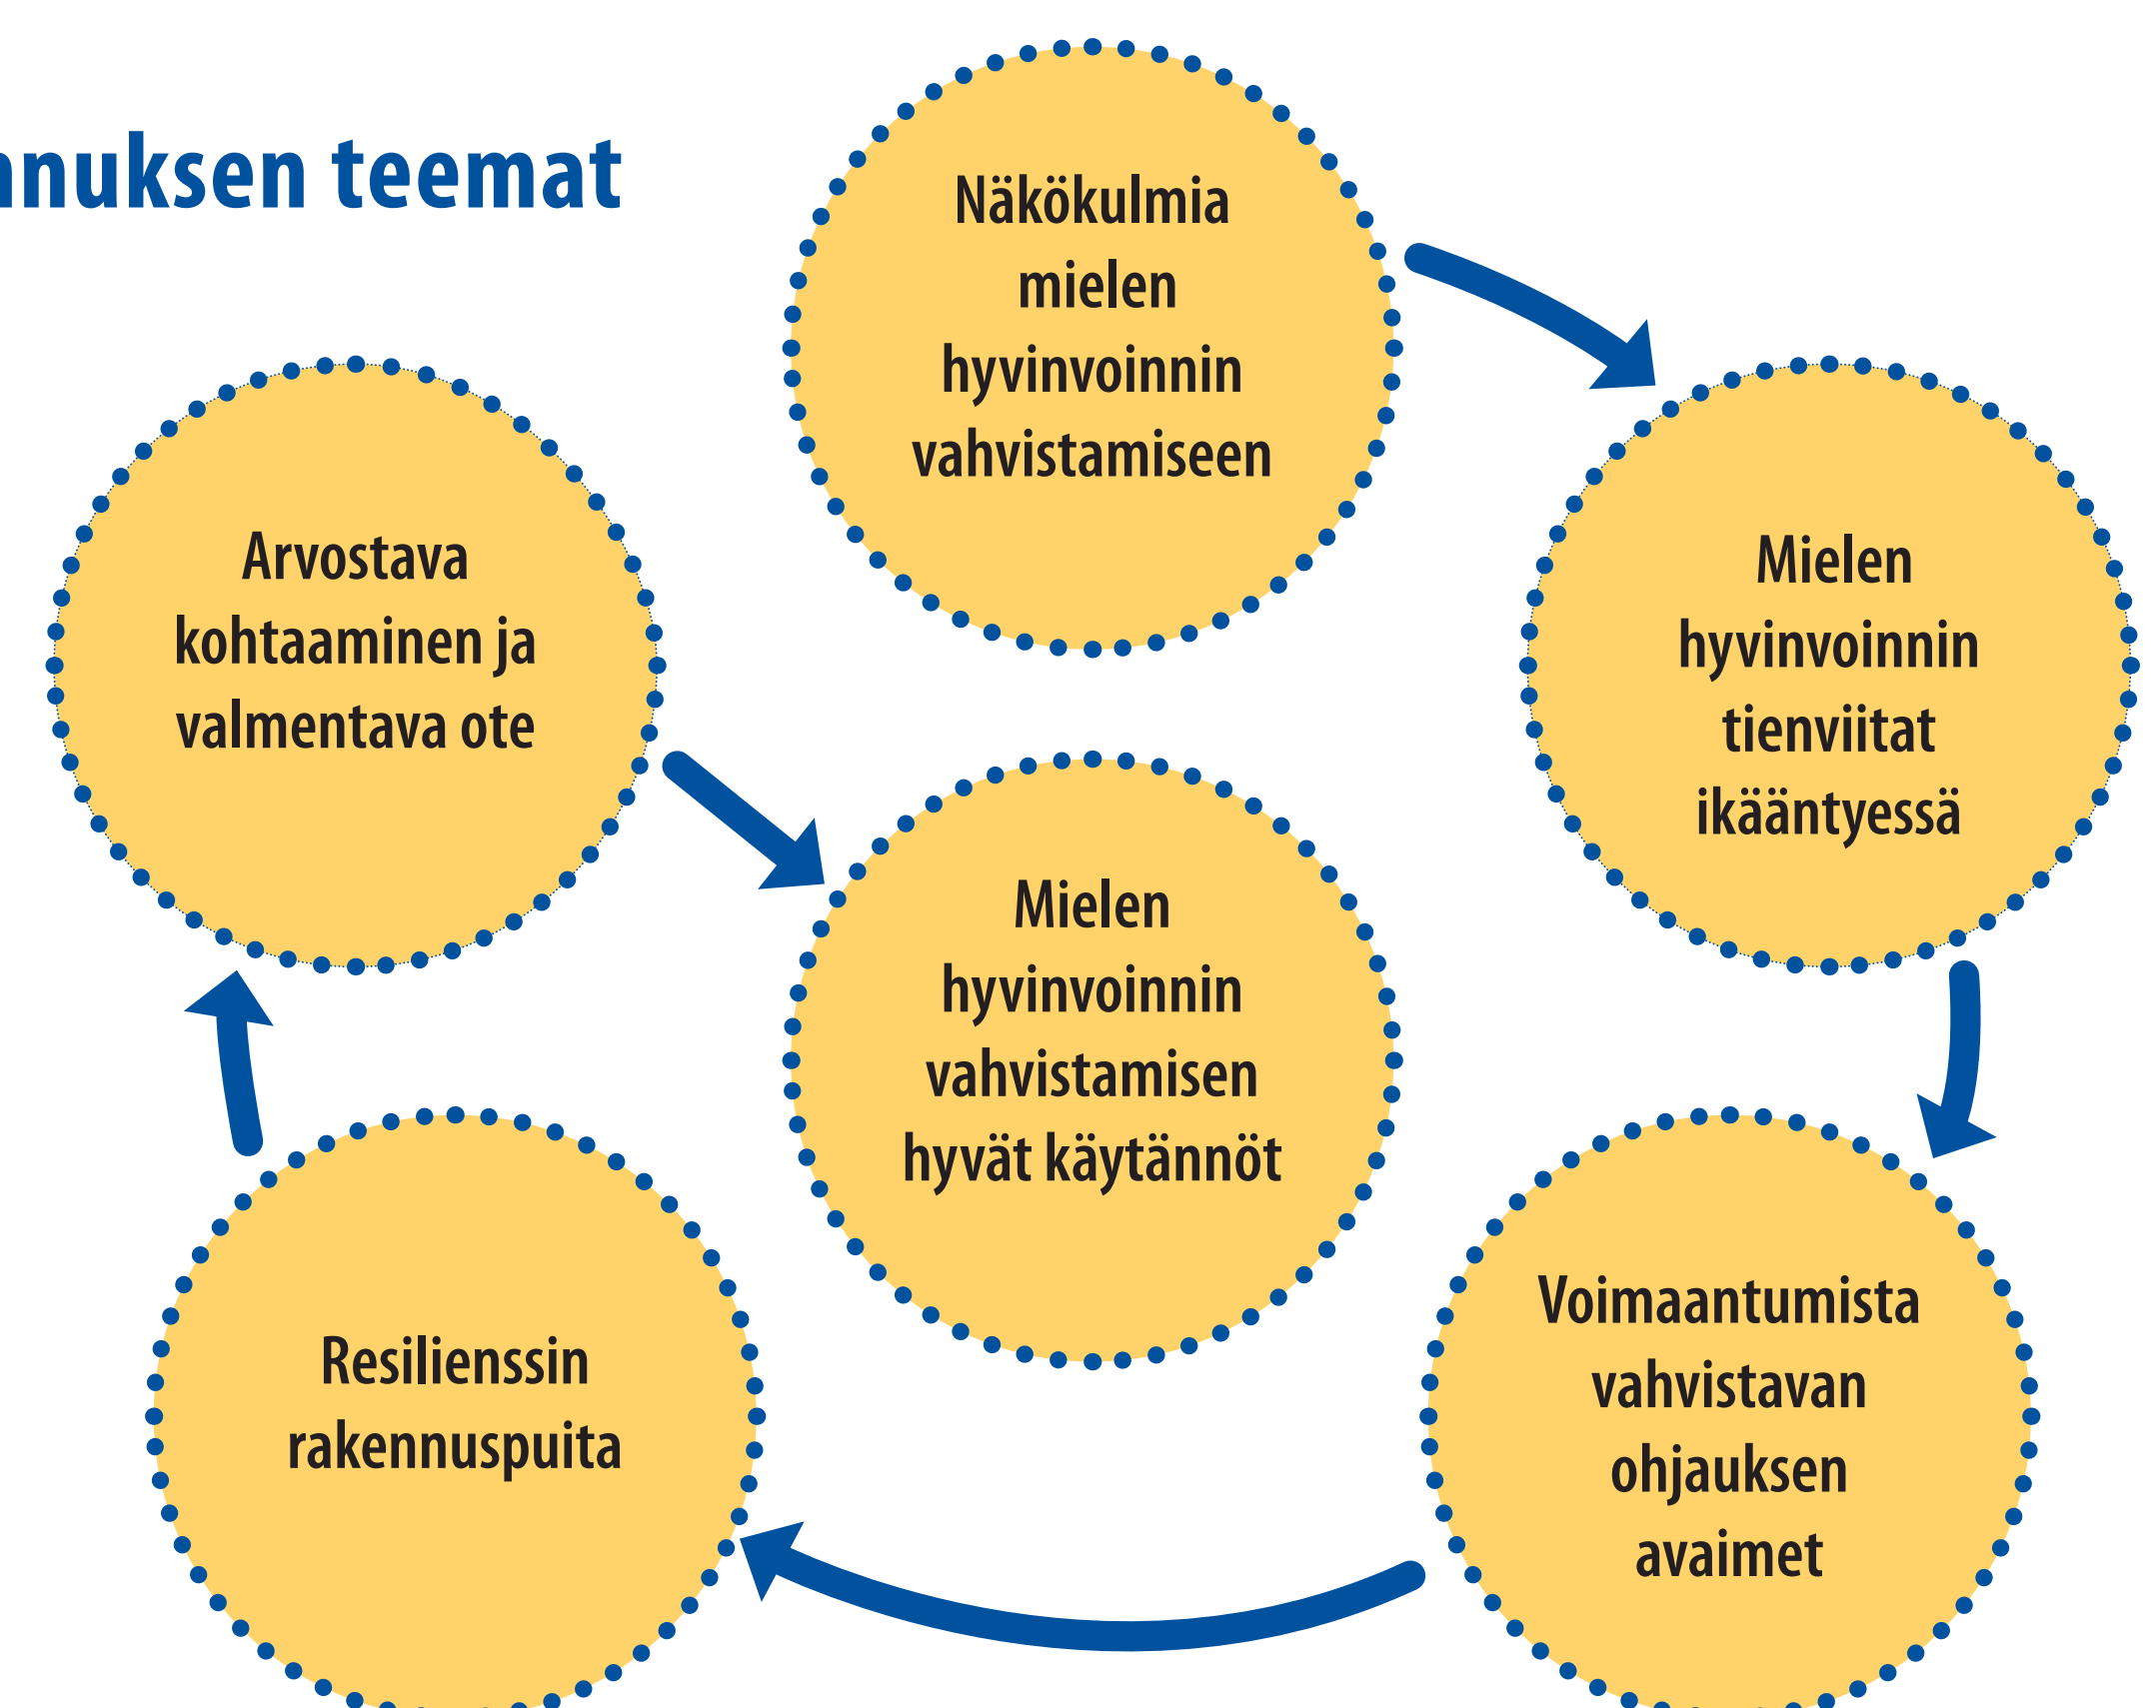 nnuksen teemat
Näkökulmia
mielen
hyvinvoinnin
vahvistamiseen
Mielen
hyvinvoinnin
tienviitat
ikääntyessä
Voimaantumista
vahvistavan
ohjauksen
avaimet
Resilienssin
rakennuspuita
Arvostava
kohtaaminen ja
valmentava ote
Mielen
hyvinvoinnin
vahvistamisen
hyvät käytännöt